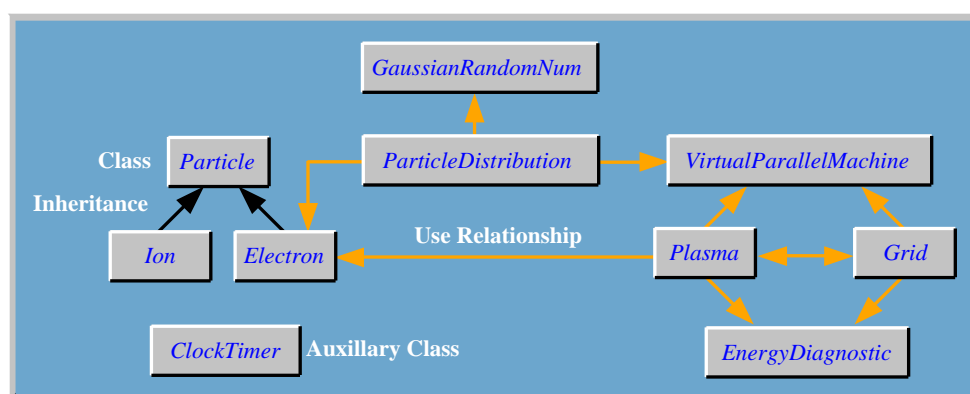 GaussianRandomNum
Class
Particle
ParticleDistribution
VirtualParallelMachine
Inheritance
Ion
Electron
Use Relationship
Plasma
Grid
ClockTimer
Auxillary Class
EnergyDiagnostic